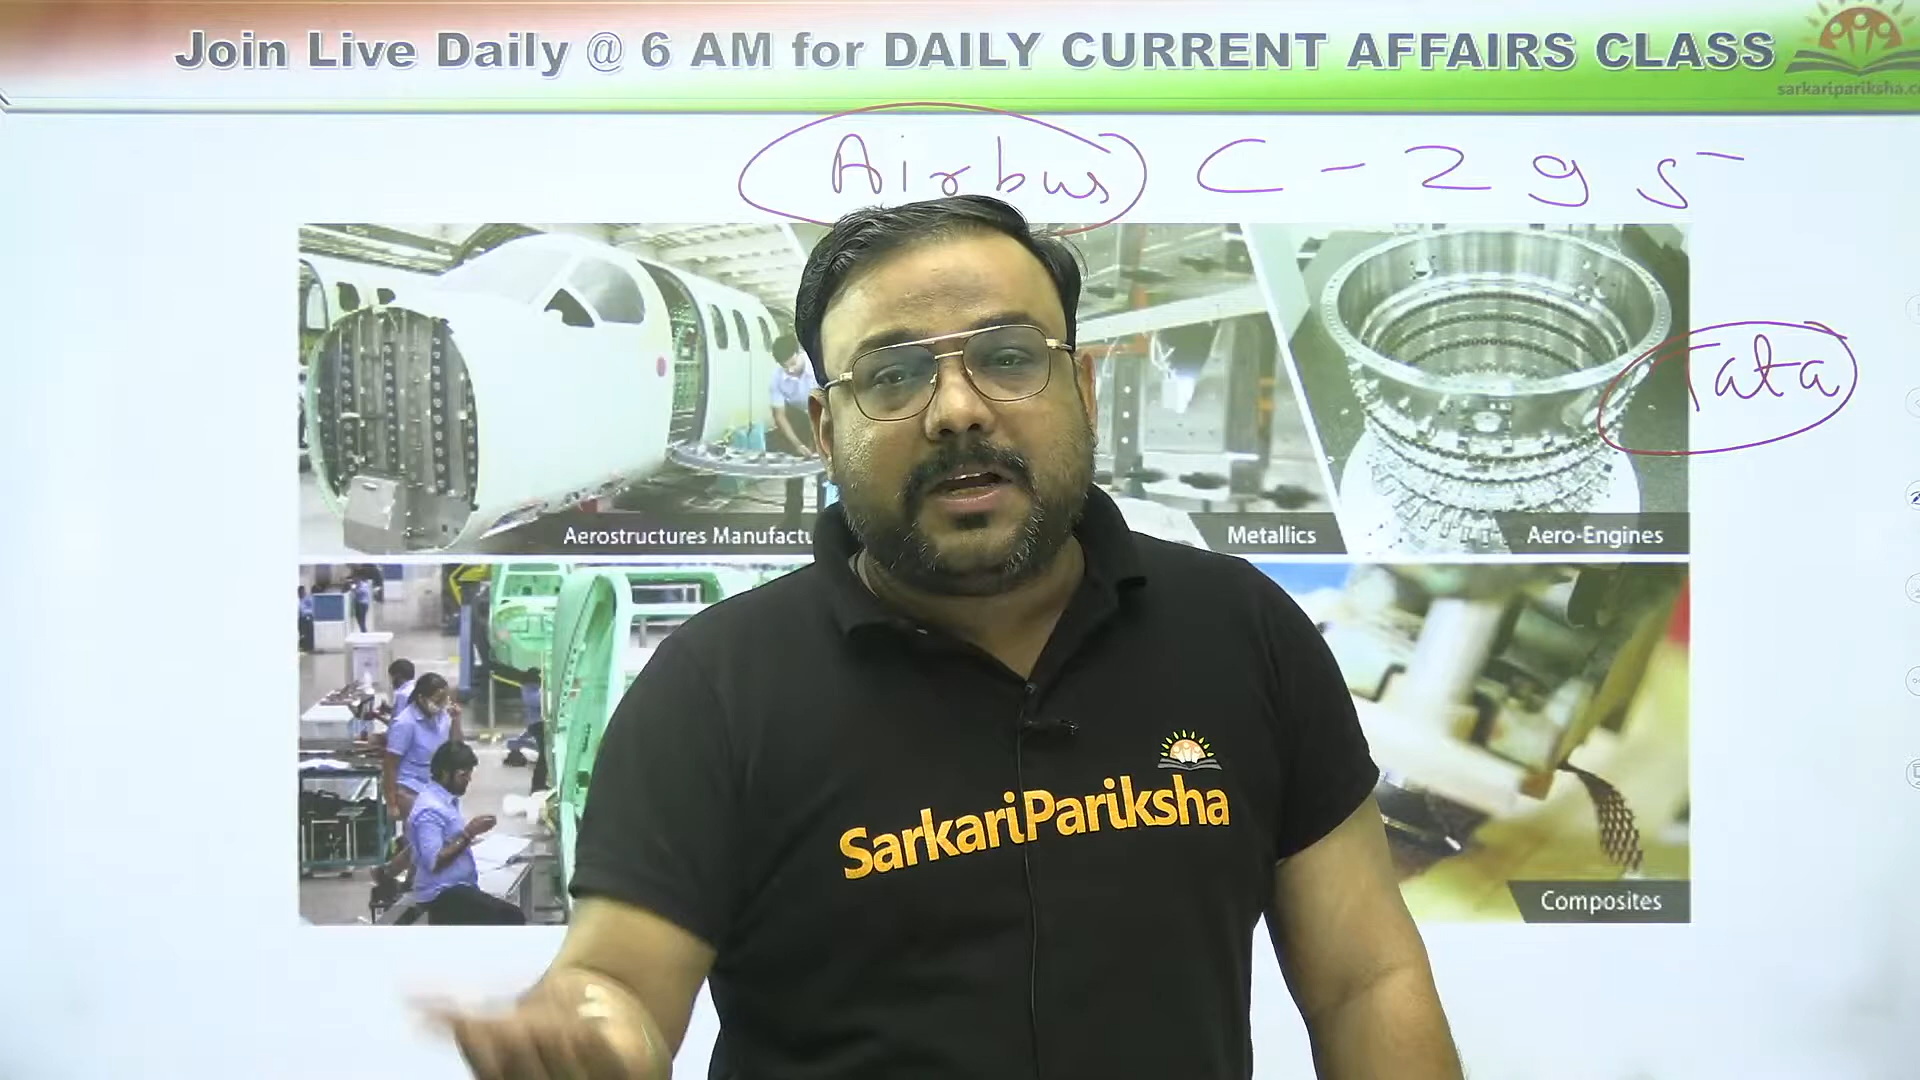 Join Live Daily @ 6 AM for DAILY CURRENT AFFAIRS CLASS
Airbus C-295
Tata
Aerostructures Manufactu
Metallics
Aero-Engines
SarkariPariksha
Composites